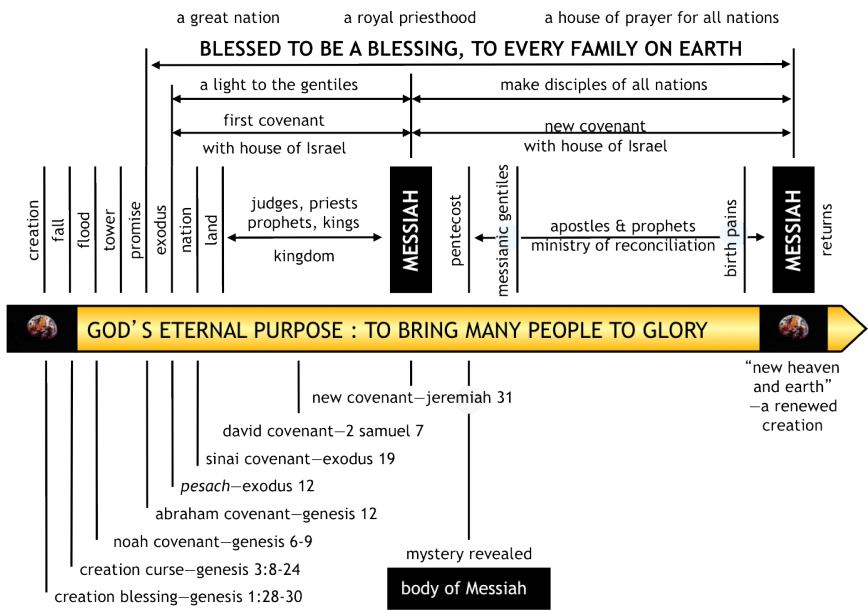 a great nation
a royal priesthood
a house of prayer for all nations
BLESSED TO BE A BLESSING, TO EVERY FAMILY ON EARTH
a light to the gentiles
make disciples of all nations
first covenant
with house of Israel
new covenant
with house of Israel
creation
fall
flood
tower
promise
exodus
nation
land
judges, priests
prophets, kings
kingdom
MESSIAH
pentecost
messianic gentiles
apostles & prophets
ministry of reconciliation
birth pains
MESSIAH
returns
GOD'S ETERNAL PURPOSE : TO BRING MANY PEOPLE TO GLORY
"new heaven
and earth"
—a renewed
creation
new covenant—jeremiah 31
david covenant—2 samuel 7
sinai covenant—exodus 19
pesach—exodus 12
abraham covenant—genesis 12
noah covenant—genesis 6-9
creation curse—genesis 3:8-24
creation blessing—genesis 1:28-30
mystery revealed
body of Messiah